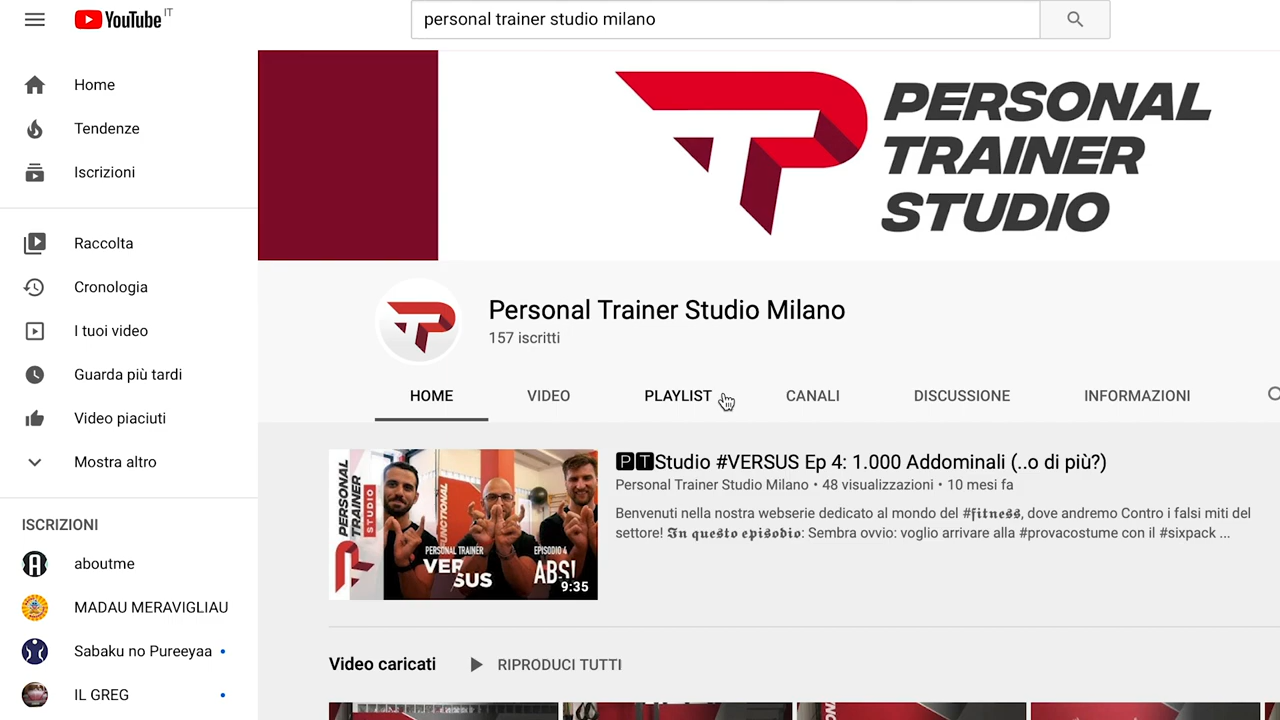 YouTube IT
personal trainer studio milano
Home
Tendenze
Iscrizioni
Raccolta
Cronologia
I tuoi video
Guarda più tardi
Video piaciuti
Mostra altro
ISCRIZIONI
aboutme
MADAU MERAVIGLIAU
Sabaku no Pureeyaa
IL GREG
PERSONAL
TRAINER
STUDIO
Personal Trainer Studio Milano
157 iscritti
HOME VIDEO PLAYLIST CANALI DISCUSSIONE INFORMAZIONI
PERSONAL
TRAINER
STUDIO
FUNCTIONAL
PERSONAL TRAINER
VERSUS
EPISODIO 4
ABS!
9:35
🅿🆃Studio #VERSUS Ep 4: 1.000 Addominali (..o di più?)
Personal Trainer Studio Milano • 48 visualizzazioni • 10 mesi fa
Benvenuti nella nostra webserie dedicato al mondo del #𝖋𝖎𝖙𝖓𝖊𝖘𝖘, dove andremo Contro i falsi miti del
settore! 𝕴𝖓 𝖖𝖚𝖊𝖘𝖙𝖔 𝖊𝖕𝖎𝖘𝖔𝖉𝖎𝖔: Sembra ovvio: voglio arrivare alla #provacostume con il #sixpack ...
Video caricati RIPRODUCI TUTTI